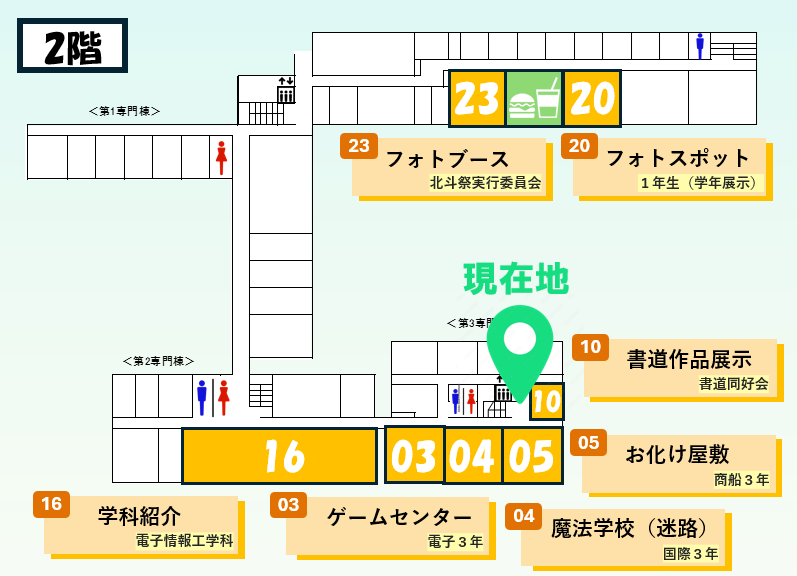 2階
＜第1専門棟＞
23
20
23
フォトブース
北斗祭実行委員会
20
フォトスポット
１年生（学年展示）
現在地
＜第3専門
＜第2専門棟＞
10
書道作品展示
書道同好会
10
16
03
04
05
05
お化け屋敷
商船３年
16
学科紹介
電子情報工学科
03
ゲームセンター
電子３年
04
魔法学校（迷路）
国際３年